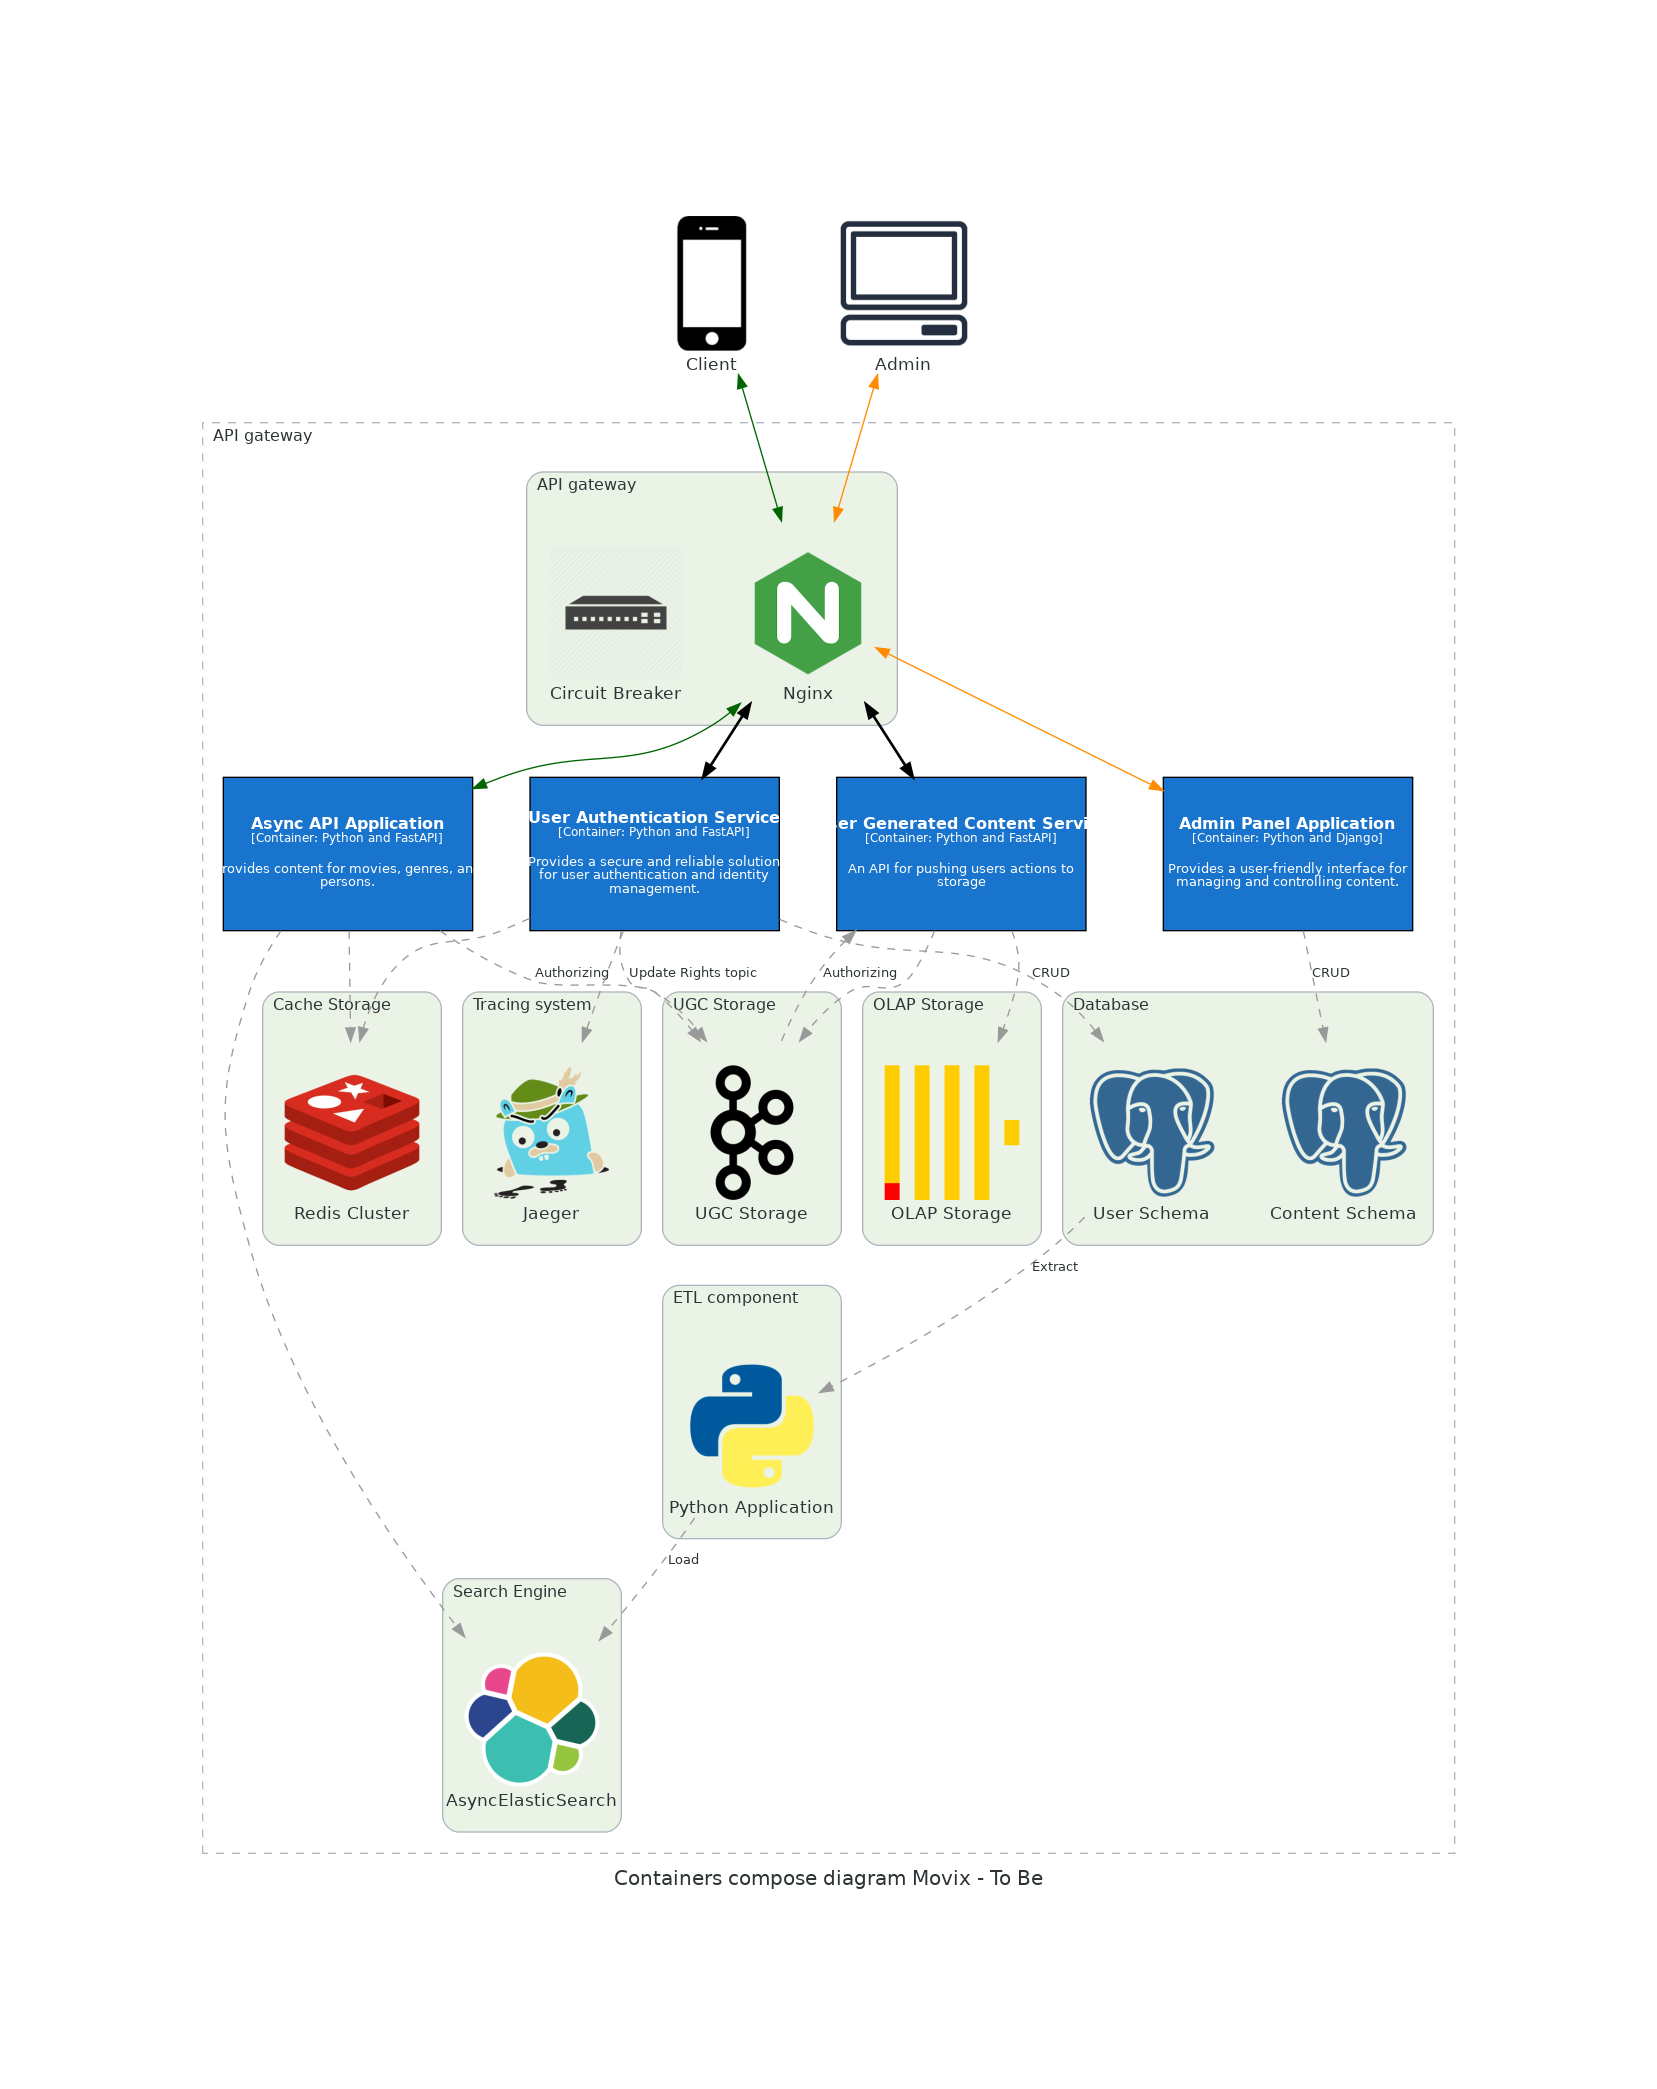 Client
Admin
API gateway
API gateway
Circuit Breaker
Nginx
Async API Application
[Container: Python and FastAPI]
rovides content for movies, genres, an
persons.
User Authentication Service
[Container: Python and FastAPI]
Provides a secure and reliable solution
for user authentication and identity
management.
er Generated Content Servi
[Container: Python and FastAPI]
An API for pushing users actions to
storage
Admin Panel Application
[Container: Python and Django]
Provides a user-friendly interface for
managing and controlling content.
Authorizing
Update Rights topic
Authorizing
CRUD
CRUD
Cache Storage
Tracing system
UGC Storage
OLAP Storage
Database
Redis Cluster
Jaeger
UGC Storage
OLAP Storage
User Schema
Content Schema
Extract
ETL component
Python Application
Load
Search Engine
AsyncElasticSearch
Containers compose diagram Movix - To Be